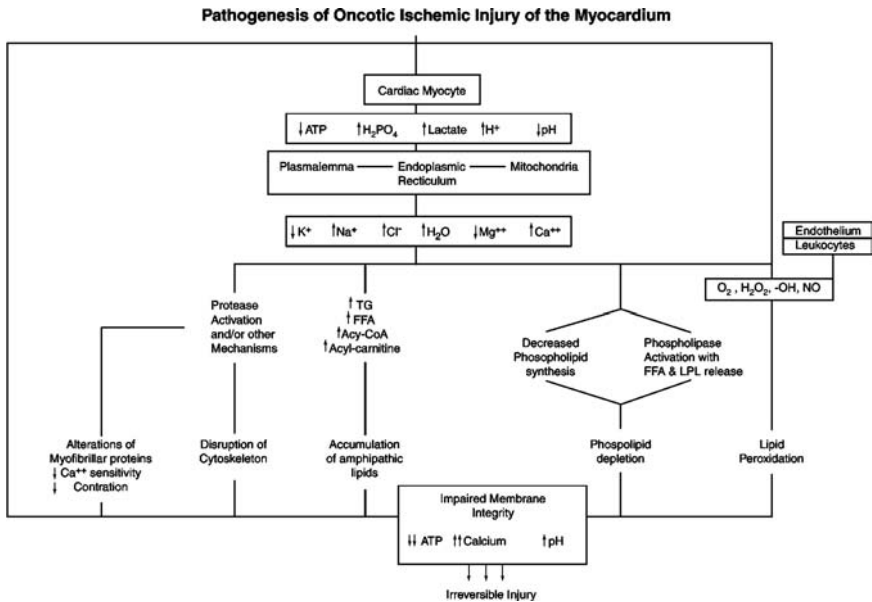 Pathogenesis of Oncotic Ischemic Injury of the Myocardium
Cardiac Myocyte
↓ATP ↑H₂PO₄ ↑Lactate ↑H⁺ ↓pH
Plasmalemma — Endoplasmic — Mitochondria
Recticulum
↓K⁺ ↑Na⁺ ↑Cl⁻ ↑H₂O ↓Mg⁺⁺ ↑Ca⁺⁺
Endothelium
Leukocytes
O₂ , H₂O₂, -OH, NO
Protease
Activation
and/or other
Mechanisms
↑ TG
↑FFA
↑Acy-CoA
↑Acyl-carnitine
Decreased
Phosopholipid
synthesis
Phospholipase
Activation with
FFA & LPL release
Alterations of
Myofibrillar proteins
↓ Ca⁺⁺ sensitivity
↓ Contration
Disruption of
Cytoskeleton
Accumulation
of amphipathic
lipids
Phospolipid
depletion
Lipid
Peroxidation
Impaired Membrane
Integrity
↓↓ ATP ↑↑Calcium ↑pH
↓ ↓ ↓
Irreversible Injury